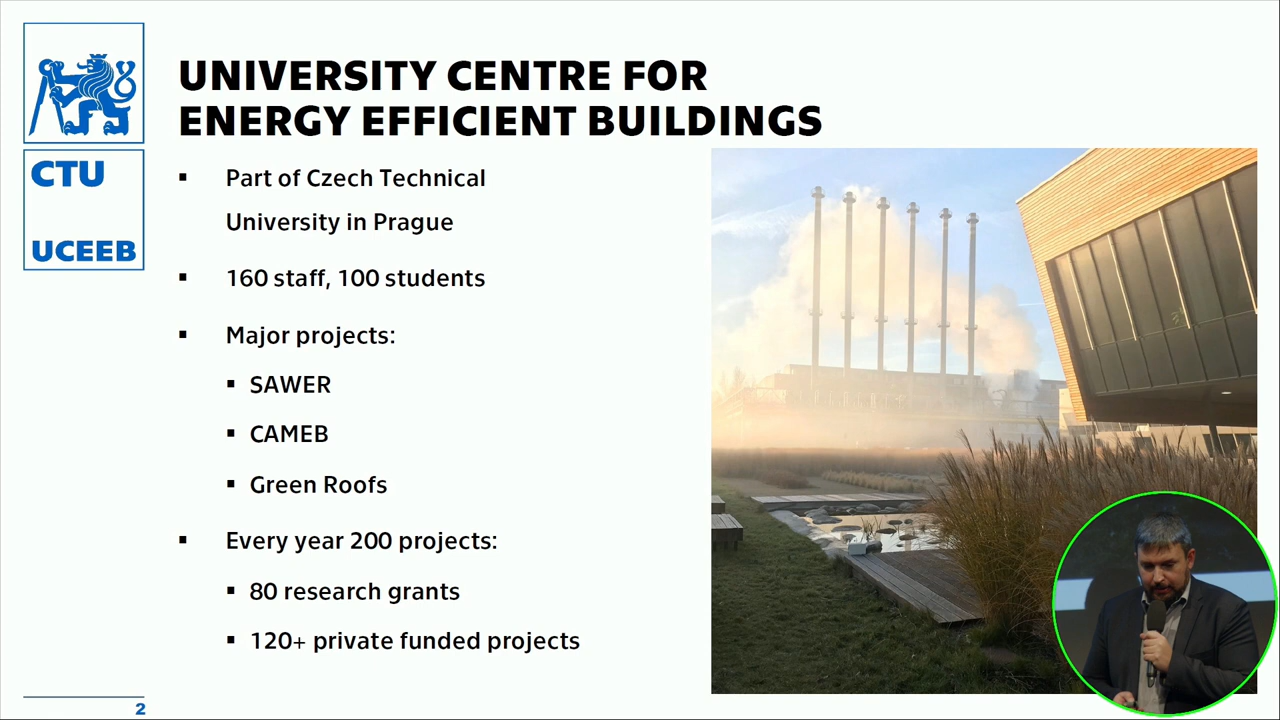 CTU
UCEEB
UNIVERSITY CENTRE FOR
ENERGY EFFICIENT BUILDINGS
▪ Part of Czech Technical
University in Prague
▪ 160 staff, 100 students
▪ Major projects:
▪ SAWER
▪ CAMEB
▪ Green Roofs
▪ Every year 200 projects:
▪ 80 research grants
▪ 120+ private funded projects
2